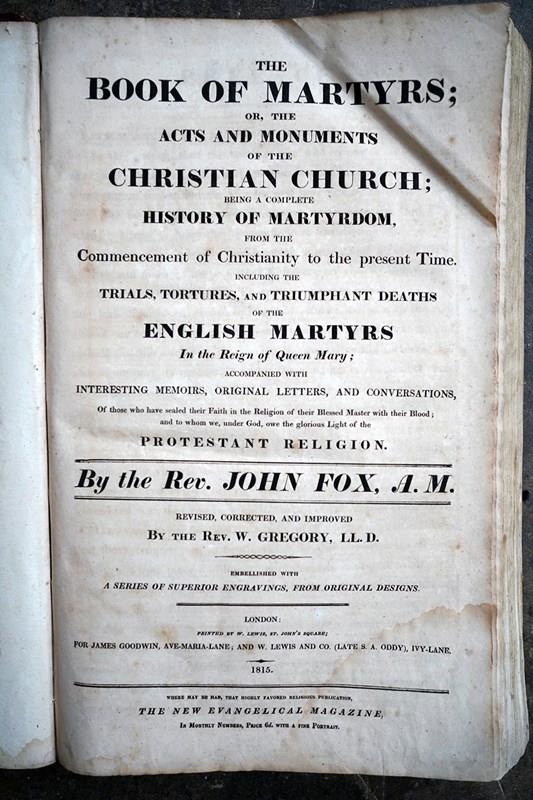 THE
BOOK OF MARTYRS;
OR, THE
ACTS AND MONUMENTS
OF THE
CHRISTIAN CHURCH;
BEING A COMPLETE
HISTORY OF MARTYRDOM,
FROM THE
Commencement of Christianity to the present Time.
INCLUDING THE
TRIALS, TORTURES, AND TRIUMPHANT DEATHS
OF THE
ENGLISH MARTYRS
In the Reign of Queen Mary;
ACCOMPANIED WITH
INTERESTING MEMOIRS, ORIGINAL LETTERS, AND CONVERSATIONS,
Of those who have sealed their Faith in the Religion of their Blessed Master with their Blood;
and to whom we, under God, owe the glorious Light of the
PROTESTANT RELIGION.
By the Rev. JOHN FOX, A. M.
REVISED, CORRECTED, AND IMPROVED
BY THE REV. W. GREGORY, LL. D.
EMBELLISHED WITH
A SERIES OF SUPERIOR ENGRAVINGS, FROM ORIGINAL DESIGNS.
LONDON:
PRINTED BY W. LEWIS, ST. JOHN'S SQUARE;
FOR JAMES GOODWIN, AVE-MARIA-LANE; AND W. LEWIS AND CO. (LATE S. A. ODDY), IVY-LANE.
1815.
WHERE MAY BE HAD, THAT HIGHLY FAVORED RELIGIOUS PUBLICATION,
THE NEW EVANGELICAL MAGAZINE,
IN MONTHLY NUMBERS, PRICE 6d. WITH A FINE PORTRAIT.